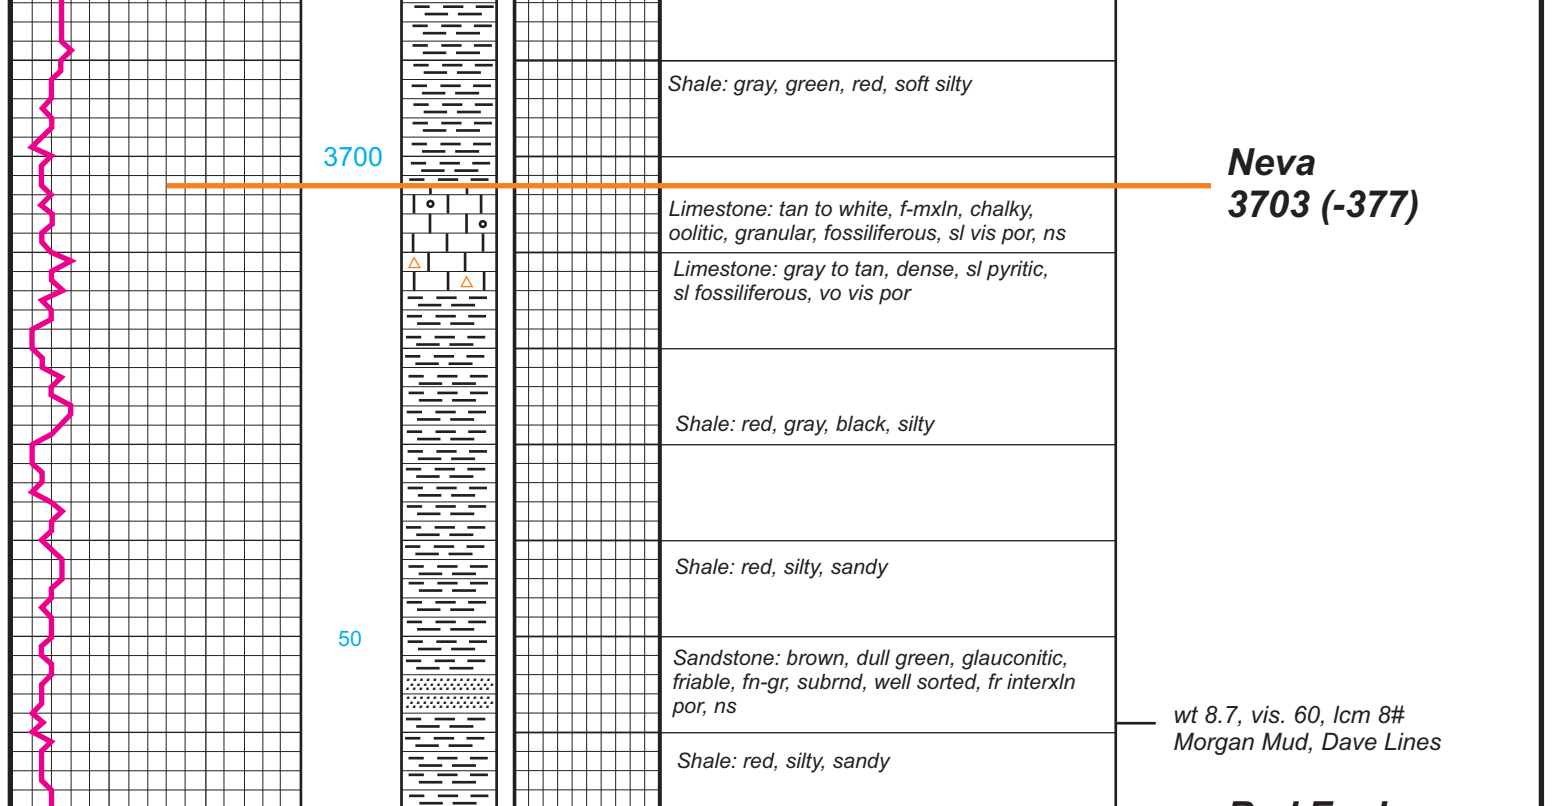 Shale: gray, green, red, soft silty
3700
Neva
3703 (-377)
Limestone: tan to white, f-mxln, chalky,
oolitic, granular, fossiliferous, sl vis por, ns
Limestone: gray to tan, dense, sl pyritic,
sl fossiliferous, vo vis por
Shale: red, gray, black, silty
Shale: red, silty, sandy
50
Sandstone: brown, dull green, glauconitic,
friable, fn-gr, subrnd, well sorted, fr interxln
por, ns
wt 8.7, vis. 60, lcm 8#
Morgan Mud, Dave Lines
Shale: red, silty, sandy